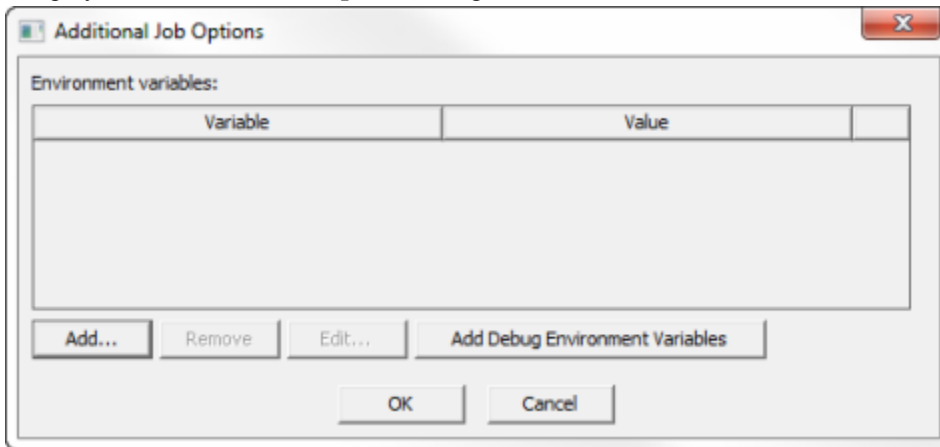 Additional Job Options
Environment variables:
Variable Value
Add... Remove Edit... Add Debug Environment Variables
OK Cancel